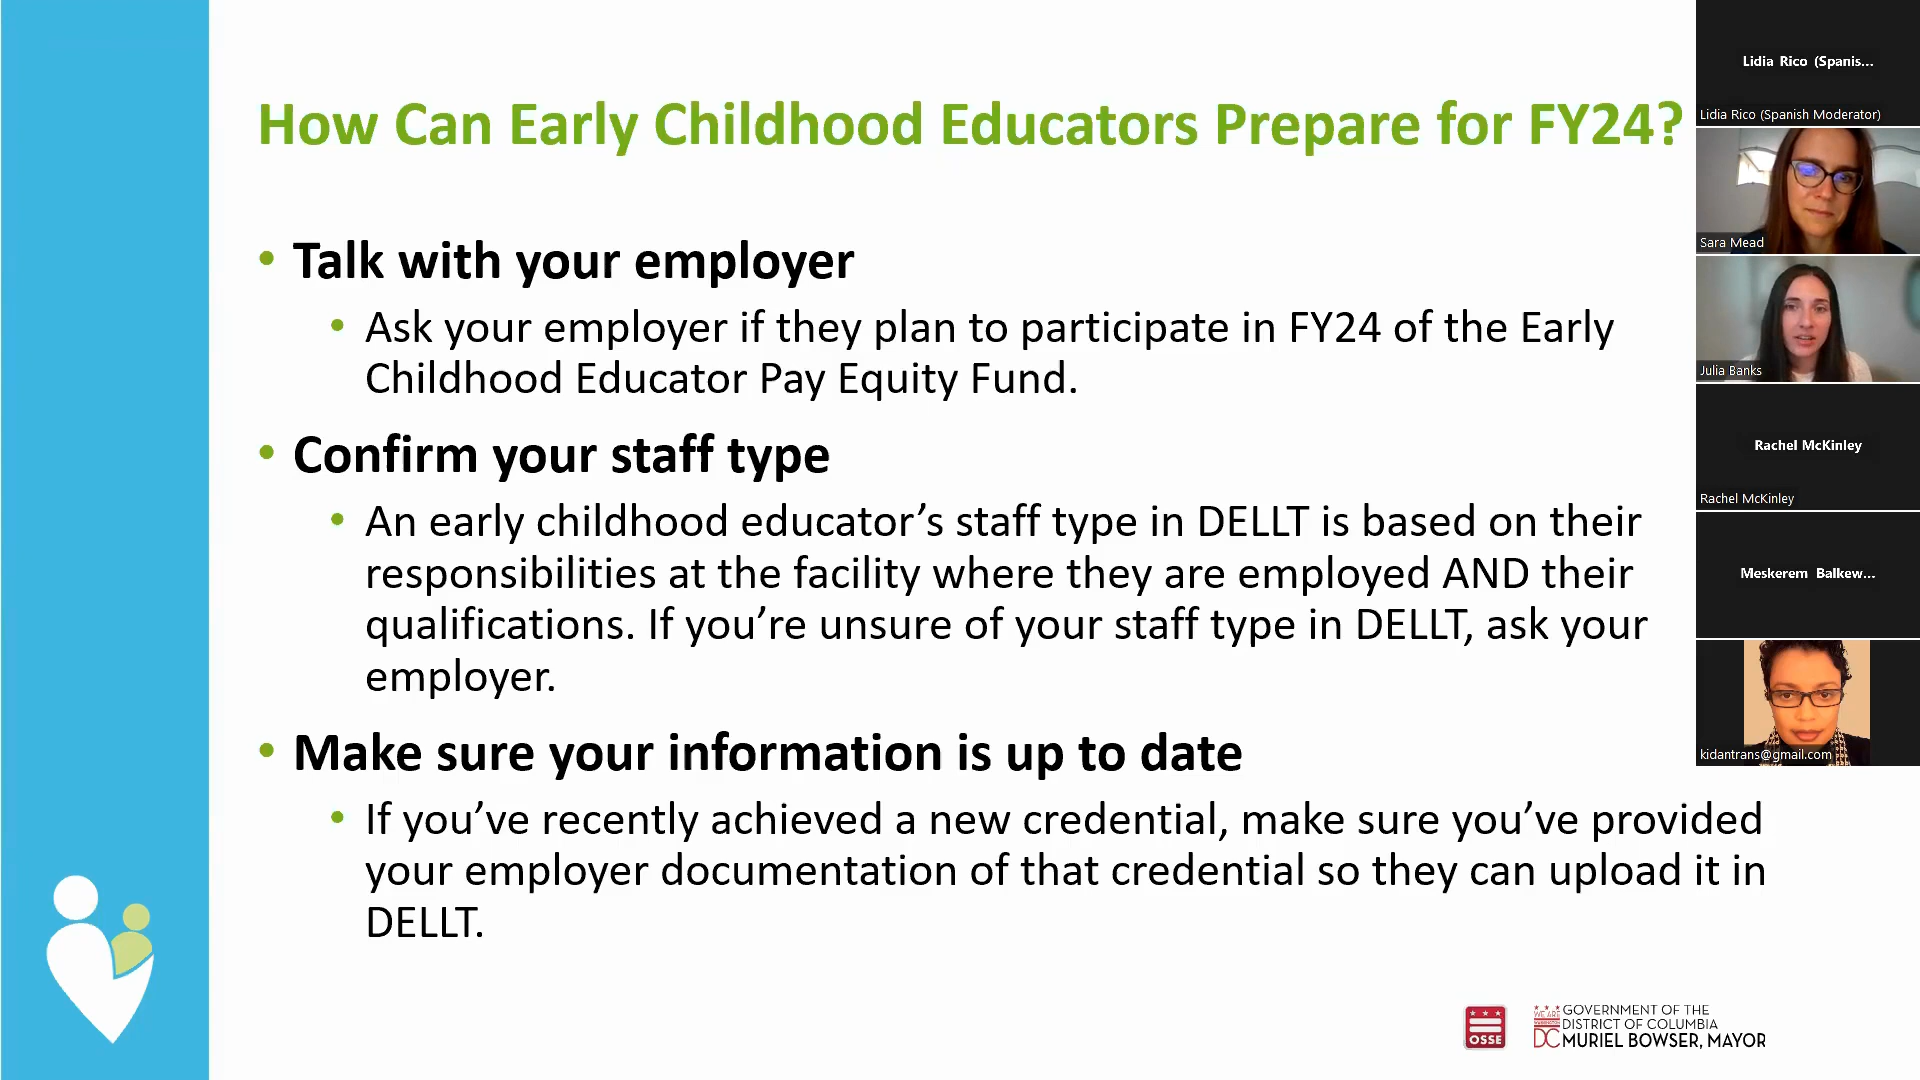 How Can Early Childhood Educators Prepare for FY24?
• Talk with your employer
• Ask your employer if they plan to participate in FY24 of the Early
Childhood Educator Pay Equity Fund.
• Confirm your staff type
• An early childhood educator’s staff type in DELLT is based on their
responsibilities at the facility where they are employed AND their
qualifications. If you’re unsure of your staff type in DELLT, ask your
employer.
• Make sure your information is up to date
• If you’ve recently achieved a new credential, make sure you’ve provided
your employer documentation of that credential so they can upload it in
DELLT.
OSSE
WE ARE
WASHINGTON
DC
GOVERNMENT OF THE
DISTRICT OF COLUMBIA
MURIEL BOWSER, MAYOR
Lidia Rico (Spanis...
Lidia Rico (Spanish Moderator)
Sara Mead
Julia Banks
Rachel McKinley
Rachel McKinley
Meskerem Balkew...
kidantrans@gmail.com